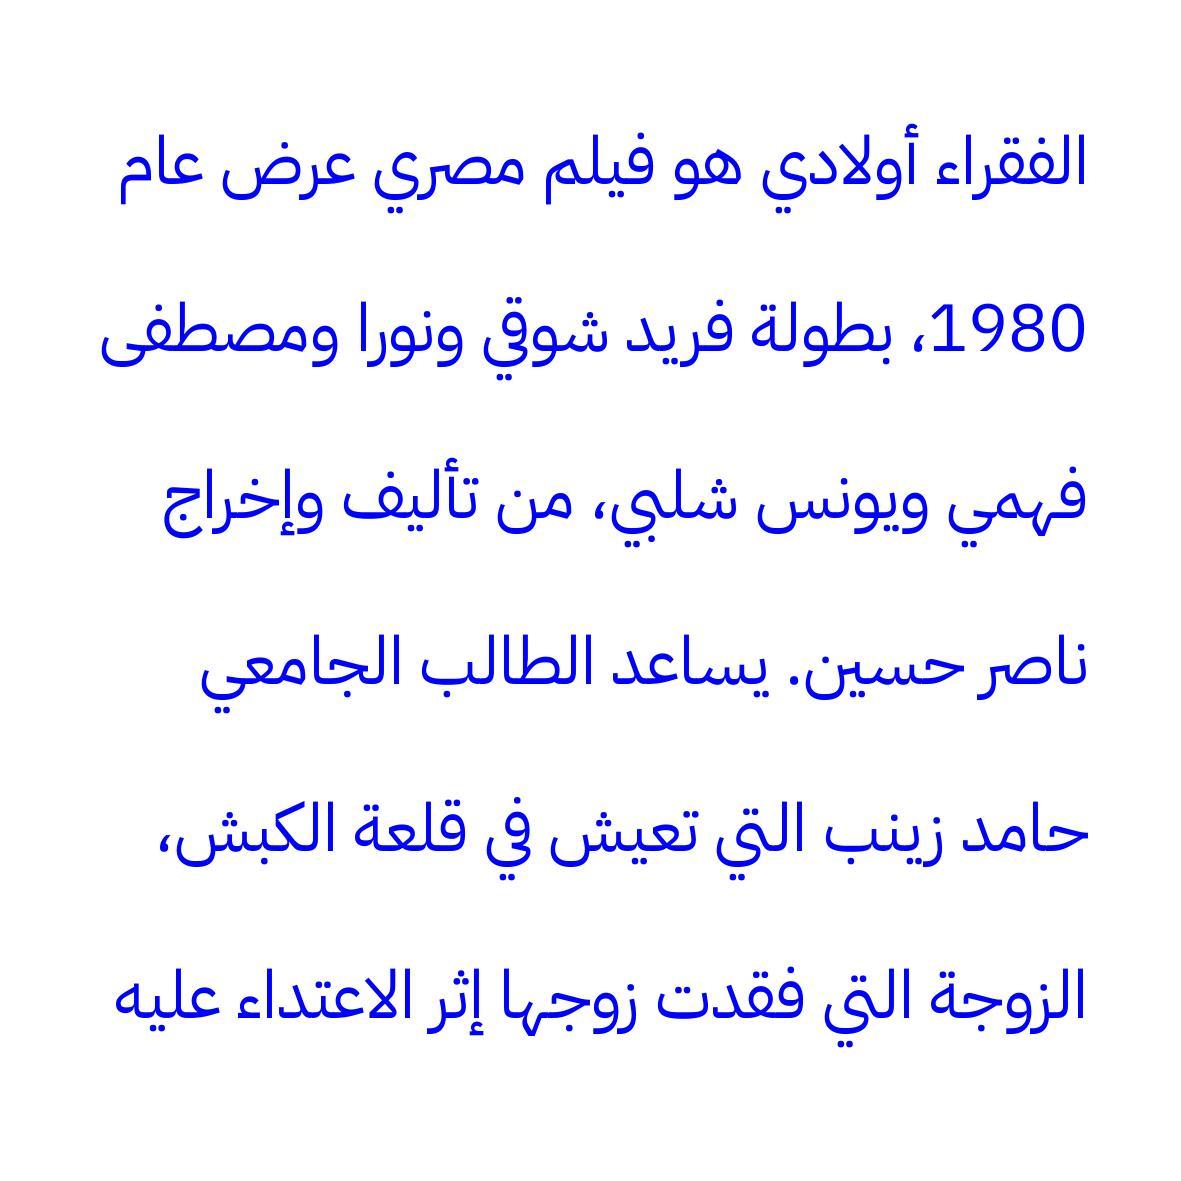 الفقراء أولادي هو فيلم مصري عرض عام
1980، بطولة فريد شوقي ونورا ومصطفى
فهمي ويونس شلبي، من تأليف وإخراج
ناصر حسين. يساعد الطالب الجامعي
حامد زينب التي تعيش في قلعة الكبش،
الزوجة التي فقدت زوجها إثر الاعتداء عليه